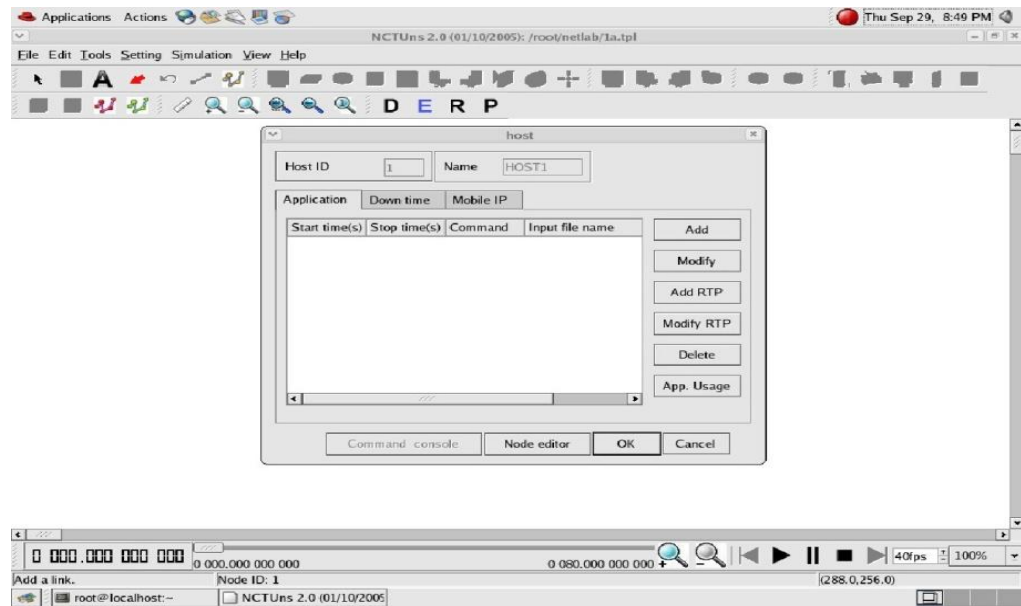 Applications Actions
Thu Sep 29, 8:49 PM
NCTUns 2.0 (01/10/2005): /root/netlab/1a.tpl
File Edit Tools Setting Simulation View Help
A
D E R P
host
Host ID 1 Name HOST1
Application Down time Mobile IP
Start time(s) Stop time(s) Command Input file name
Add
Modify
Add RTP
Modify RTP
Delete
App. Usage
Command console Node editor OK Cancel
0 000.000 000 000
0 000.000 000 000
0 080.000 000 000
40fps
100%
Add a link.
Node ID: 1
(288.0,256.0)
root@localhost:~
NCTUns 2.0 (01/10/2005